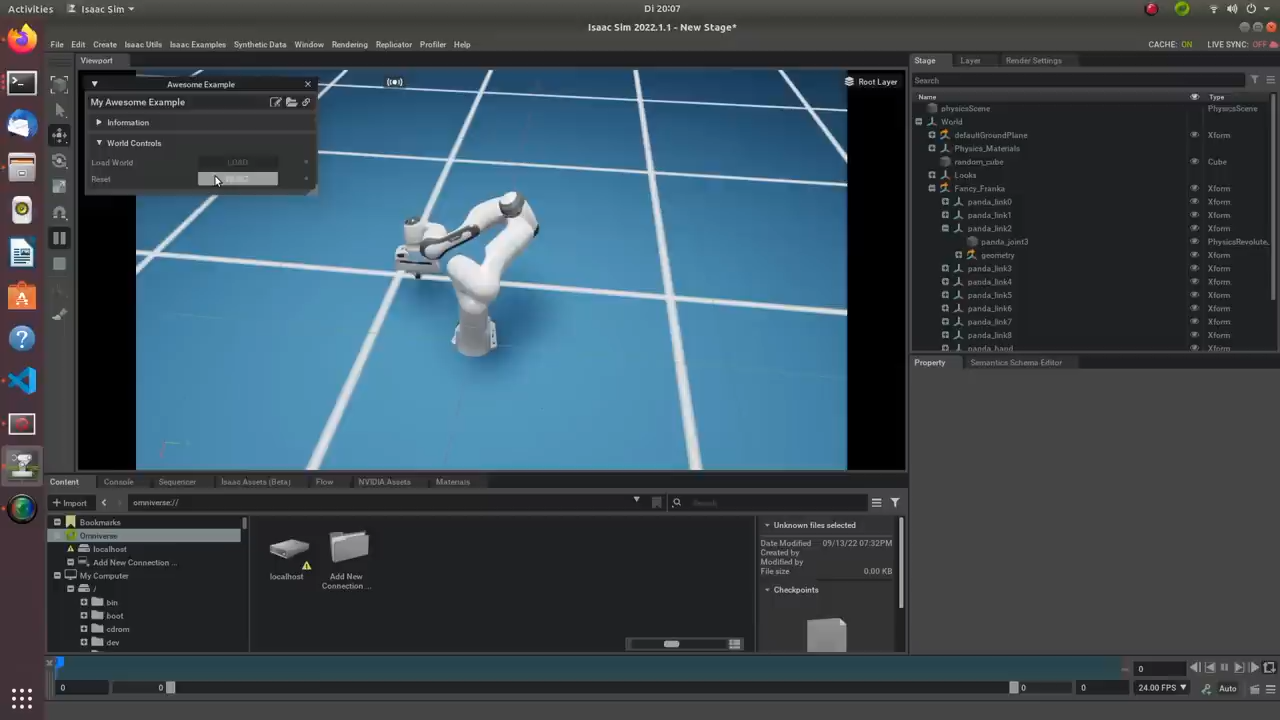 Activities
Isaac Sim
Di 20:07
Isaac Sim 2022.1.1 - New Stage*
File Edit Create Isaac Utils Isaac Examples Synthetic Data Window Rendering Replicator Profiler Help
CACHE: ON LIVE SYNC: OFF
Viewport
Awesome Example
My Awesome Example
Information
World Controls
Load World LOAD
Reset RESET
Root Layer
Stage Layer Render Settings
Search
Name Type
physicsScene PhysicsScene
World
defaultGroundPlane Xform
Physics_Materials
random_cube Cube
Looks
Fancy_Franka Xform
panda_link0 Xform
panda_link1 Xform
panda_link2 Xform
panda_joint3 PhysicsRevolute.
geometry Xform
panda_link3 Xform
panda_link4 Xform
panda_link5 Xform
panda_link6 Xform
panda_link7 Xform
panda_link8 Xform
panda_hand Xform
Property Semantics Schema Editor
Content Console Sequencer Isaac Assets (Beta) Flow NVIDIA Assets Materials
+ Import omniverse:// Search
Bookmarks
Omniverse
localhost
Add New Connection ...
My Computer
/
bin
boot
cdrom
dev
localhost
Add New
Connection ...
Unknown files selected
Date Modified 09/13/22 07:32PM
Created by
Modified by
File size 0.00 KB
Checkpoints
0
0 0 0 0 24.00 FPS Auto